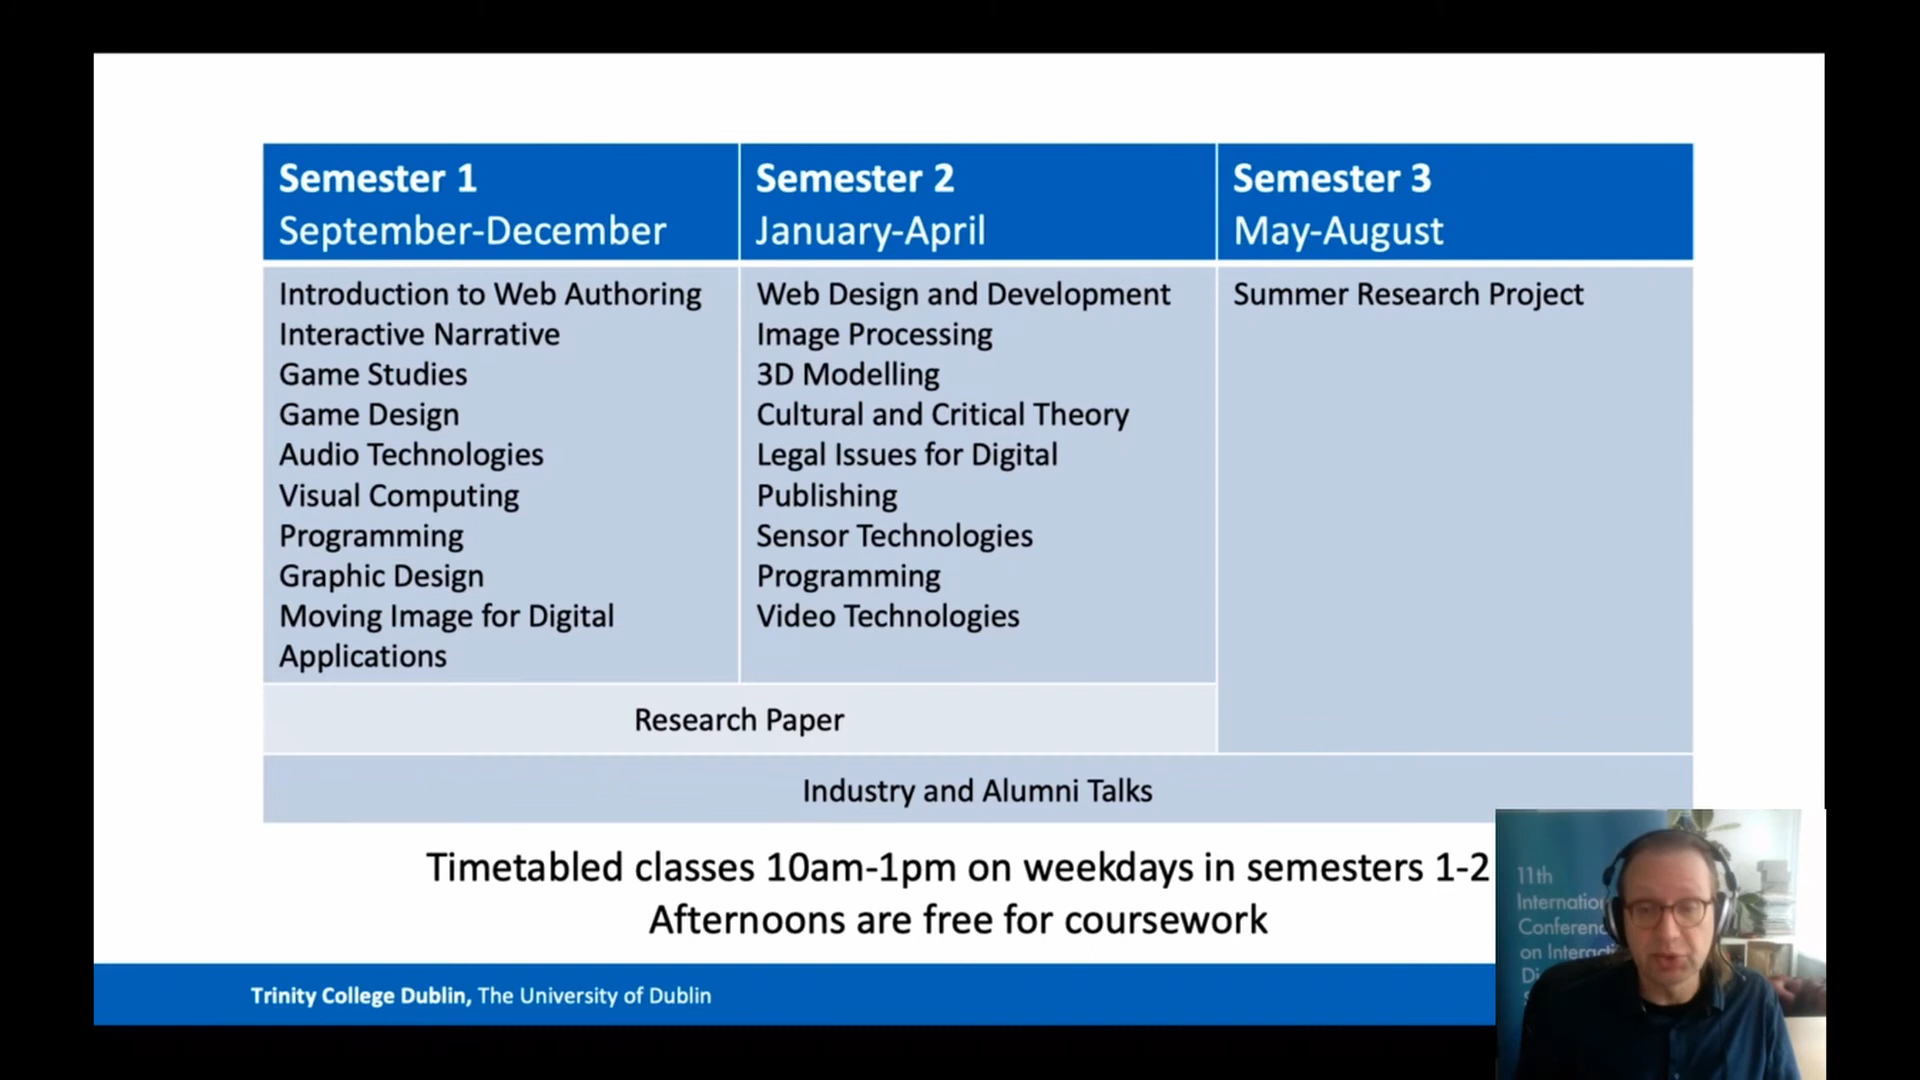 Semester 1
September-December
Semester 2
January-April
Semester 3
May-August
Introduction to Web Authoring
Interactive Narrative
Game Studies
Game Design
Audio Technologies
Visual Computing
Programming
Graphic Design
Moving Image for Digital
Applications
Web Design and Development
Image Processing
3D Modelling
Cultural and Critical Theory
Legal Issues for Digital
Publishing
Sensor Technologies
Programming
Video Technologies
Summer Research Project
Research Paper
Industry and Alumni Talks
Timetabled classes 10am-1pm on weekdays in semesters 1-2
Afternoons are free for coursework
Trinity College Dublin, The University of Dublin
11th
on